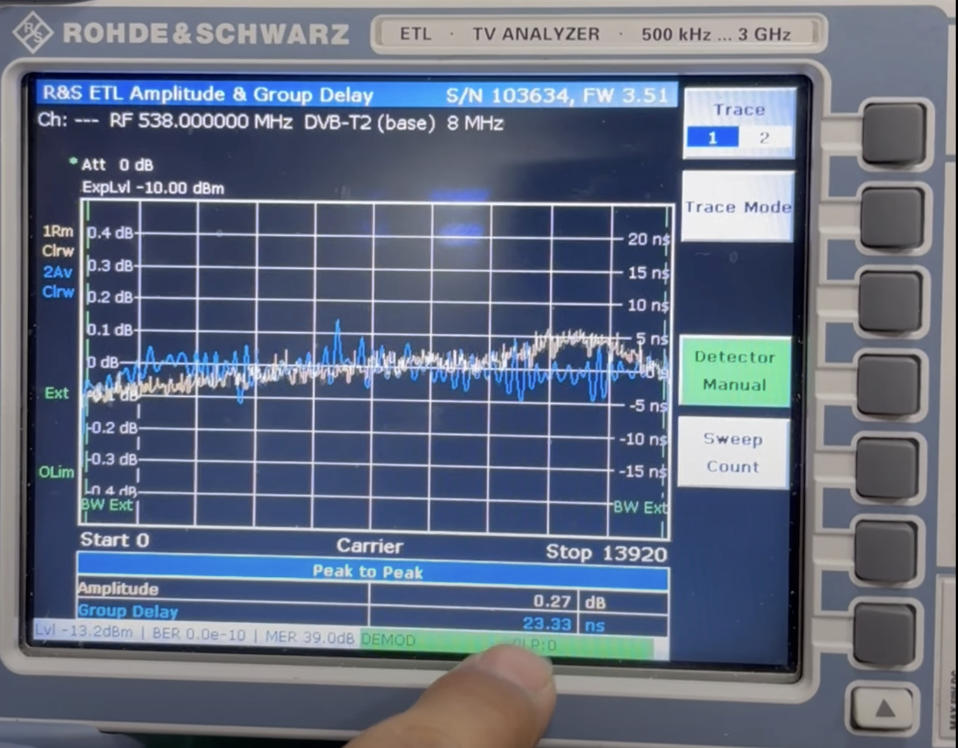 ROHDE & SCHWARZ
ETL · TV ANALYZER · 500 kHz ... 3 GHz
R&S ETL Amplitude & Group Delay S/N 103634, FW 3.51
Ch: --- RF 538.000000 MHz DVB-T2 (base) 8 MHz
Att 0 dB
ExpLvl -10.00 dBm
1Rm
Clrw
2Av
Clrw
Ext
OLim
0.4 dB
0.3 dB
0.2 dB
0.1 dB
0 dB
-0.2 dB
-0.3 dB
-0.4 dB
BW Ext
20 ns
15 ns
10 ns
5 ns
-5 ns
-10 ns
-15 ns
BW Ext
Start 0 Carrier Stop 13920
Peak to Peak
Amplitude 0.27 dB
Group Delay 23.33 ns
Lvl -13.2dBm | BER 0.0e-10 | MER 39.0dB DEMOD LP:0
Trace
1 2
Trace Mode
Detector
Manual
Sweep
Count